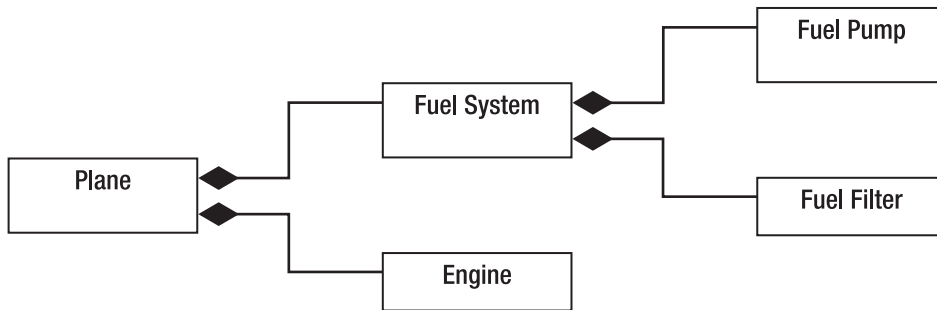 Fuel Pump
Fuel System
Plane
Fuel Filter
Engine